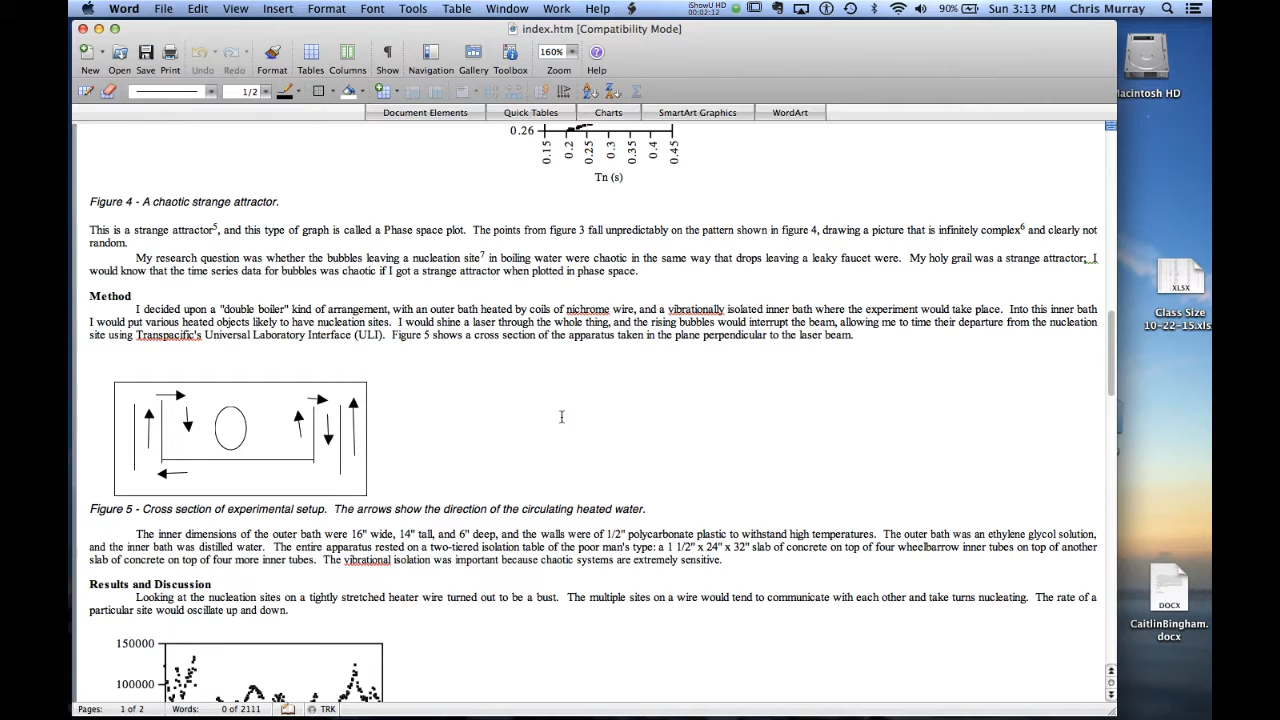 Word File Edit View Insert Format Font Tools Table Window Work Help
iShowU HD
00:02:12
90% Sun 3:13 PM Chris Murray
index.htm [Compatibility Mode]
160%
New Open Save Print Undo Redo Format Tables Columns Show Navigation Gallery Toolbox Zoom Help
1/2
Document Elements Quick Tables Charts SmartArt Graphics WordArt
0.26
0.15 0.2 0.25 0.3 0.35 0.4 0.45
Tn (s)
Figure 4 - A chaotic strange attractor.
This is a strange attractor5, and this type of graph is called a Phase space plot. The points from figure 3 fall unpredictably on the pattern shown in figure 4, drawing a picture that is infinitely complex6 and clearly not
random.
My research question was whether the bubbles leaving a nucleation site7 in boiling water were chaotic in the same way that drops leaving a leaky faucet were. My holy grail was a strange attractor; I
would know that the time series data for bubbles was chaotic if I got a strange attractor when plotted in phase space.
Method
I decided upon a "double boiler" kind of arrangement, with an outer bath heated by coils of nichrome wire, and a vibrationally isolated inner bath where the experiment would take place. Into this inner bath
I would put various heated objects likely to have nucleation sites. I would shine a laser through the whole thing, and the rising bubbles would interrupt the beam, allowing me to time their departure from the nucleation
site using Transpacific's Universal Laboratory Interface (ULI). Figure 5 shows a cross section of the apparatus taken in the plane perpendicular to the laser beam.
Figure 5 - Cross section of experimental setup. The arrows show the direction of the circulating heated water.
The inner dimensions of the outer bath were 16" wide, 14" tall, and 6" deep, and the walls were of 1/2" polycarbonate plastic to withstand high temperatures. The outer bath was an ethylene glycol solution,
and the inner bath was distilled water. The entire apparatus rested on a two-tiered isolation table of the poor man's type: a 1 1/2" x 24" x 32" slab of concrete on top of four wheelbarrow inner tubes on top of another
slab of concrete on top of four more inner tubes. The vibrational isolation was important because chaotic systems are extremely sensitive.
Results and Discussion
Looking at the nucleation sites on a tightly stretched heater wire turned out to be a bust. The multiple sites on a wire would tend to communicate with each other and take turns nucleating. The rate of a
particular site would oscillate up and down.
150000
100000
Pages: 1 of 2 Words: 0 of 2111 TRK
Macintosh HD
XLSX
Class Size
10-22-15.xls
DOCX
CaitlinBingham.
docx